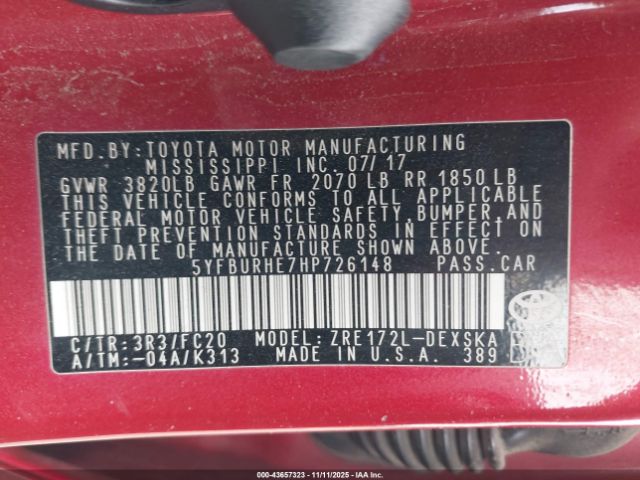 MFD.BY:TOYOTA MOTOR MANUFACTURING
MISSISSIPPI INC. 07/17
GVWR 3820LB GAWR FR 2070 LB RR 1850 LB
THIS VEHICLE CONFORMS TO ALL APPLICABLE
FEDERAL MOTOR VEHICLE SAFETY,BUMPER,AND
THEFT PREVENTION STANDARDS IN EFFECT ON
THE DATE OF MANUFACTURE SHOWN ABOVE.
5YFBURHE7HP726148 PASS.CAR
C/TR:3R3/FC20 MODEL:ZRE172L-DEXSKA
A/TM:-04A/K313 MADE IN U.S.A. 389
000-43657323 - 11/11/2025 - IAAI.CA